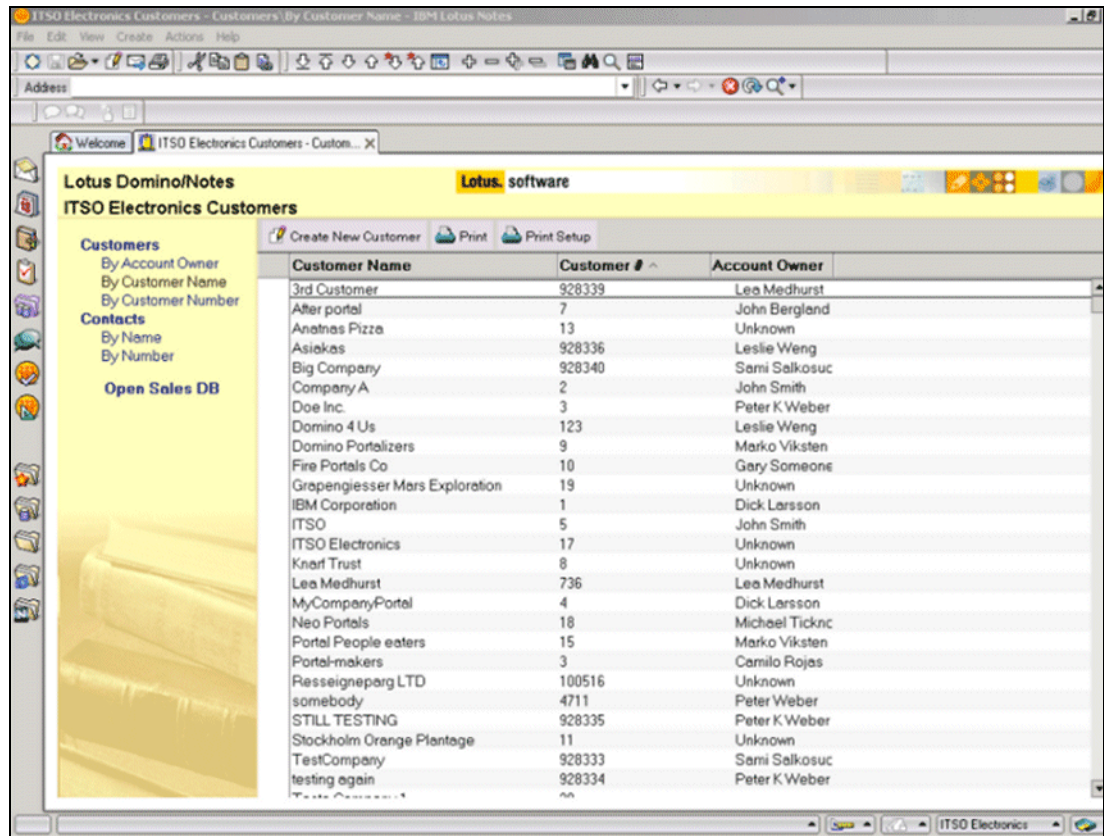 ITSO Electronics Customers - Customers\By Customer Name - IBM Lotus Notes
File Edit View Create Actions Help
Address
Welcome ITSO Electronics Customers - Custom...
Lotus Domino/Notes
Lotus. software
ITSO Electronics Customers
Create New Customer Print Print Setup
Customers
By Account Owner
By Customer Name
By Customer Number
Contacts
By Name
By Number
Open Sales DB
Customer Name Customer # Account Owner
3rd Customer 928339 Lea Medhurst
After portal 7 John Bergland
Anatnas Pizza 13 Unknown
Asiakas 928336 Leslie Weng
Big Company 928340 Sami Salkosuc
Company A 2 John Smith
Doe Inc. 3 Peter K Weber
Domino 4 Us 123 Leslie Weng
Domino Portalizers 9 Marko Viksten
Fire Portals Co 10 Gary Someone
Grapengiesser Mars Exploration 19 Unknown
IBM Corporation 1 Dick Larsson
ITSO 5 John Smith
ITSO Electronics 17 Unknown
Knarf Trust 8 Unknown
Lea Medhurst 736 Lea Medhurst
MyCompanyPortal 4 Dick Larsson
Neo Portals 18 Michael Ticknc
Portal People eaters 15 Marko Viksten
Portal-makers 3 Camilo Rojas
Resseigneparg LTD 100516 Unknown
somebody 4711 Peter Weber
STILL TESTING 928335 Peter K Weber
Stockholm Orange Plantage 11 Unknown
TestCompany 928333 Sami Salkosuc
testing again 928334 Peter K Weber
ITSO Electronics